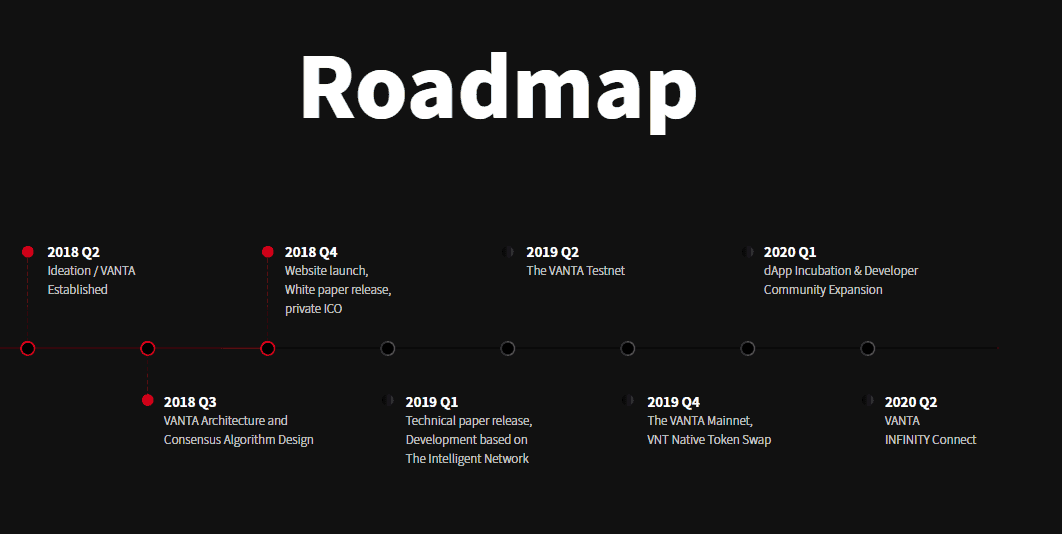 Roadmap
2018 Q2
Ideation / VANTA
Established
2018 Q4
Website launch,
White paper release,
private ICO
2019 Q2
The VANTA Testnet
2020 Q1
dApp Incubation & Developer
Community Expansion
2018 Q3
VANTA Architecture and
Consensus Algorithm Design
2019 Q1
Technical paper release,
Development based on
The Intelligent Network
2019 Q4
The VANTA Mainnet,
VNT Native Token Swap
2020 Q2
VANTA
INFINITY Connect